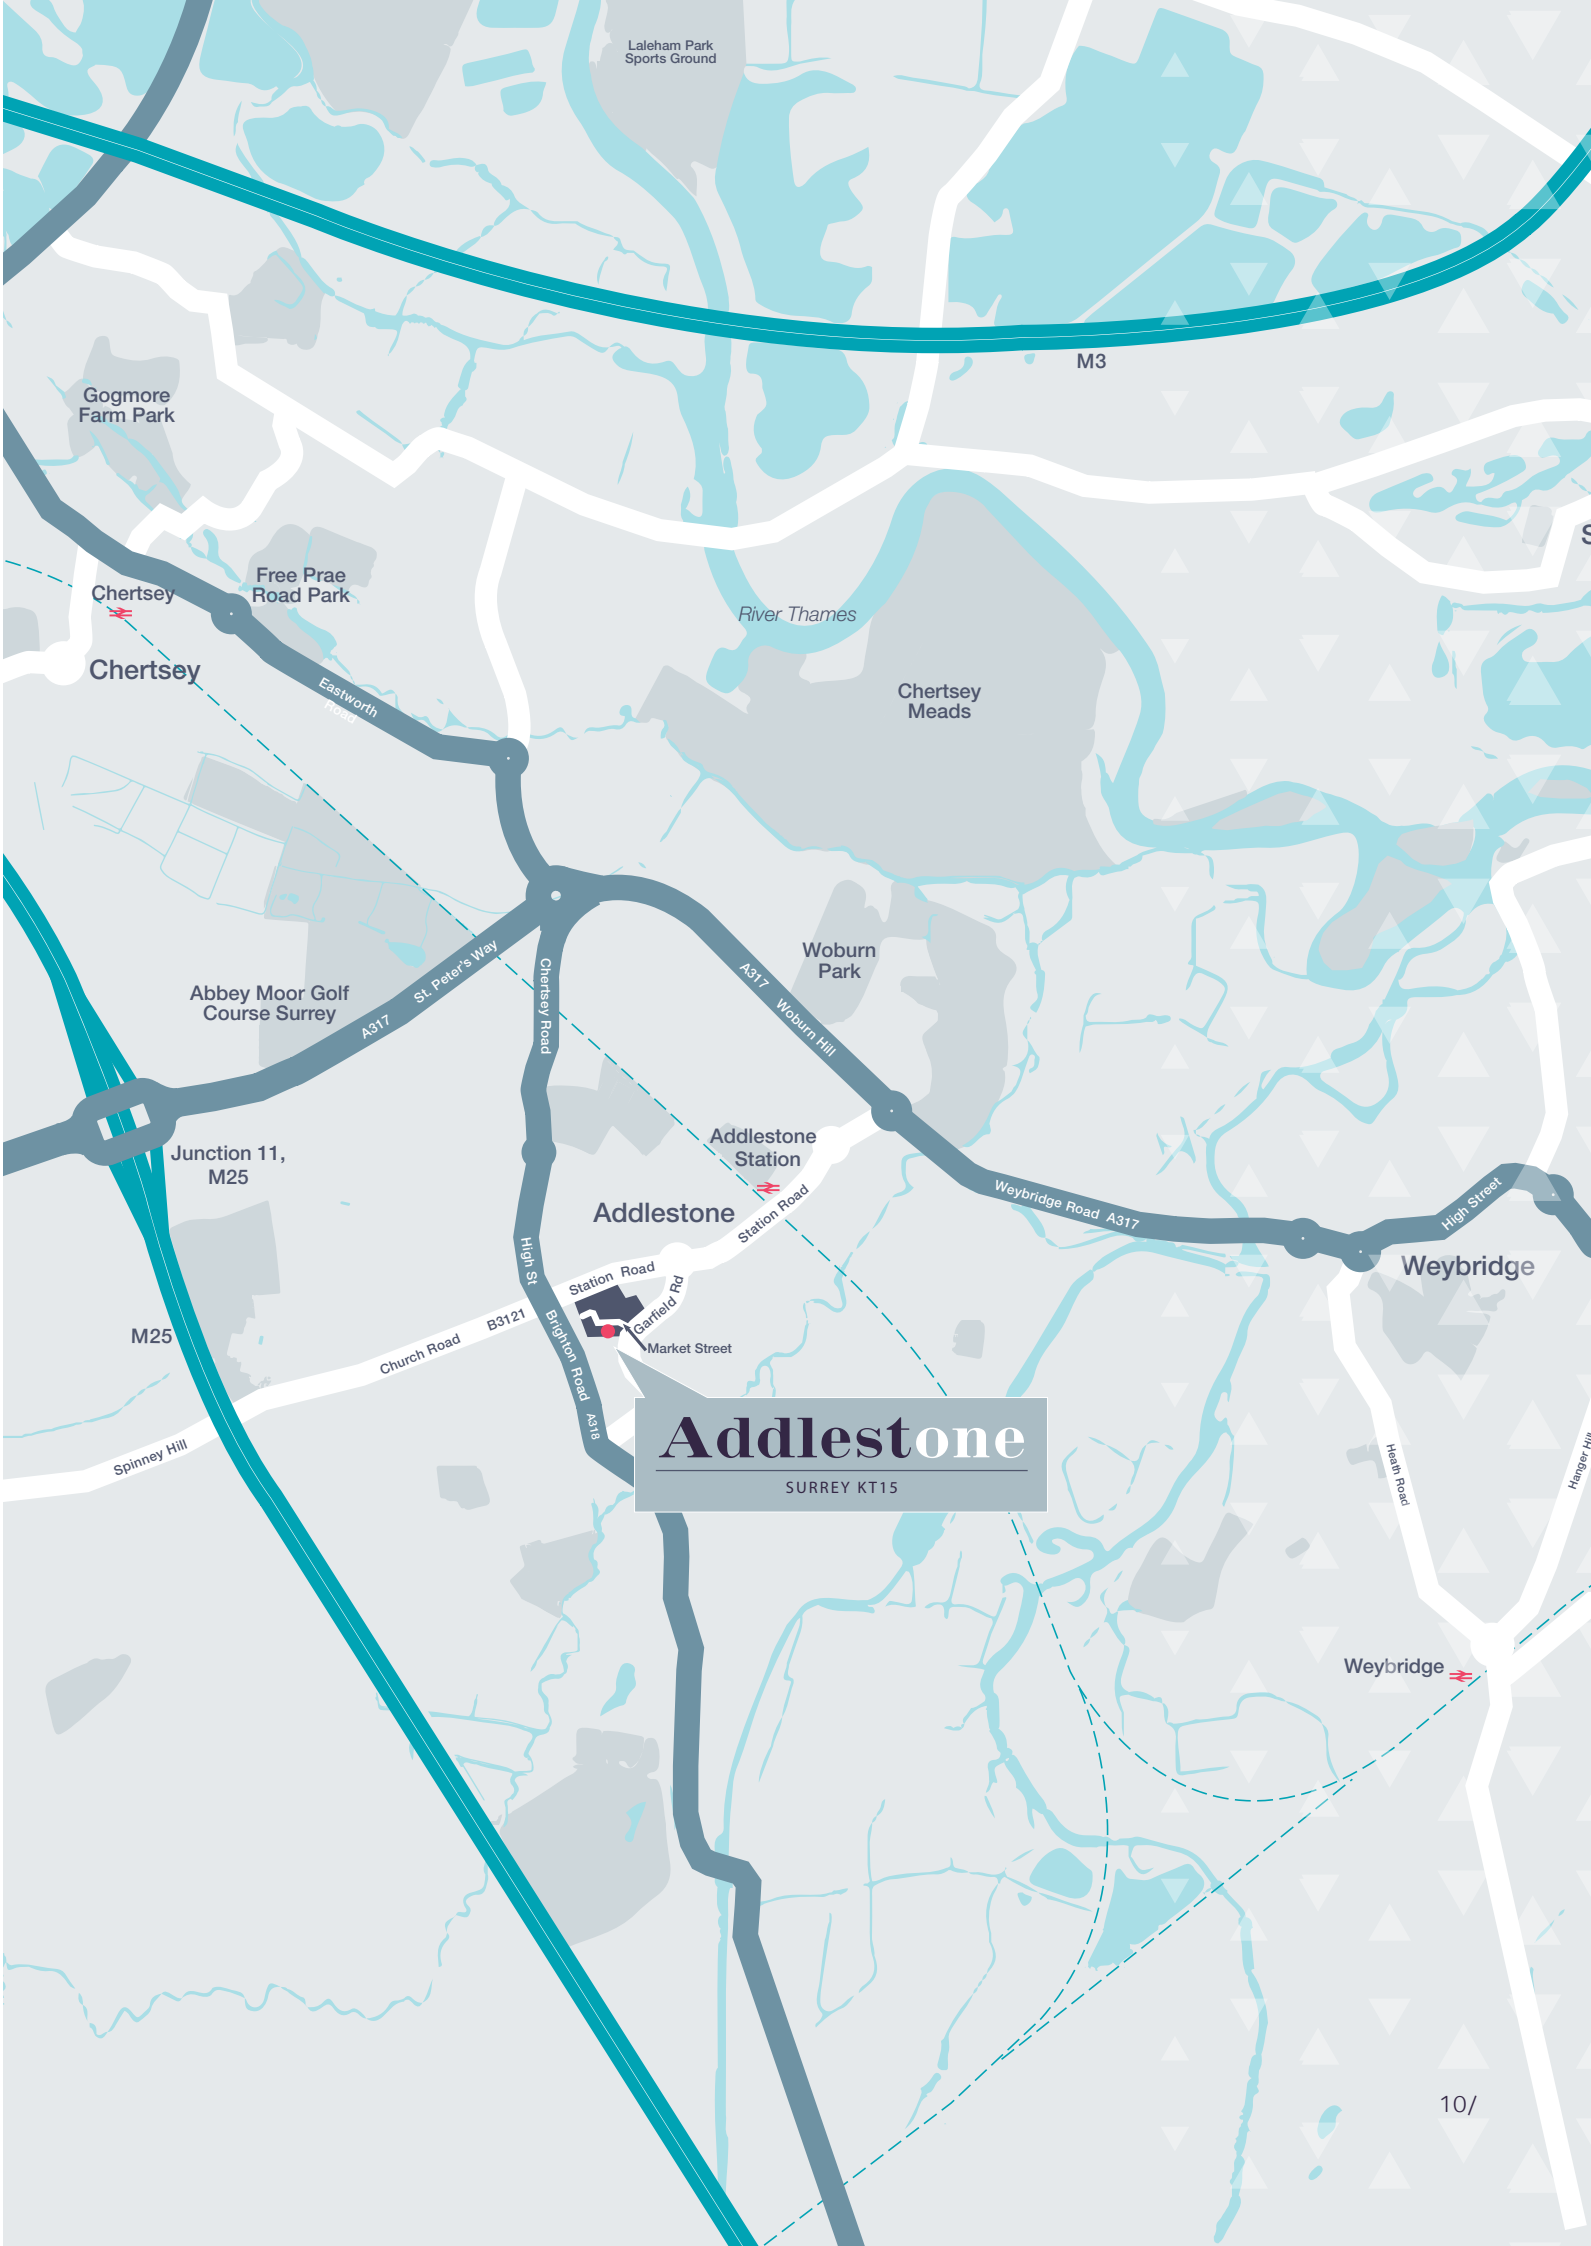 Laleham Park
Sports Ground
M3
Gogmore
Farm Park
Free Prae
Road Park
Chertsey
River Thames
Chertsey
Eastworth
Road
Chertsey
Meads
Woburn
Park
St. Peter's Way
A317
Chertsey Road
A317 Woburn Hill
Abbey Moor Golf
Course Surrey
Junction 11,
M25
Addlestone
Station
Addlestone
Station Road
Weybridge Road A317
High Street
Weybridge
High St
Station Road
Garfield Rd
Market Street
M25
Church Road B3121
Brighton Road A318
Spinney Hill
Addlestone
SURREY KT15
Heath Road
Hanger Hill
Weybridge
10/